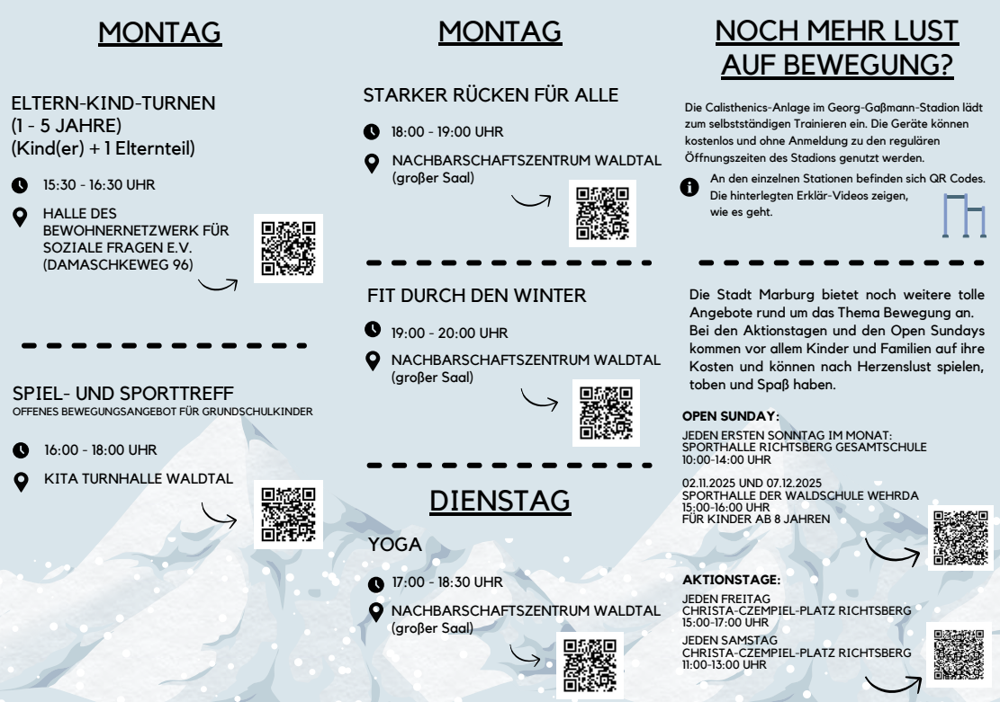 MONTAG
ELTERN-KIND-TURNEN
(1 - 5 JAHRE)
(Kind(er) + 1 Elternteil)
15:30 - 16:30 UHR
HALLE DES
BEWOHNERNETZWERK FÜR
SOZIALE FRAGEN E.V.
(DAMASCHKEWEG 96)
SPIEL- UND SPORTTREFF
OFFENES BEWEGUNGSANGEBOT FÜR GRUNDSCHULKINDER
16:00 - 18:00 UHR
KITA TURNHALLE WALDTAL
MONTAG
STARKER RÜCKEN FÜR ALLE
18:00 - 19:00 UHR
NACHBARSCHAFTSZENTRUM WALDTAL
(großer Saal)
FIT DURCH DEN WINTER
19:00 - 20:00 UHR
NACHBARSCHAFTSZENTRUM WALDTAL
(großer Saal)
DIENSTAG
YOGA
17:00 - 18:30 UHR
NACHBARSCHAFTSZENTRUM WALDTAL
(großer Saal)
NOCH MEHR LUST
AUF BEWEGUNG?
Die Calisthenics-Anlage im Georg-Gaßmann-Stadion lädt
zum selbstständigen Trainieren ein. Die Geräte können
kostenlos und ohne Anmeldung zu den regulären
Öffnungszeiten des Stadions genutzt werden.
An den einzelnen Stationen befinden sich QR Codes.
Die hinterlegten Erklär-Videos zeigen,
wie es geht.
Die Stadt Marburg bietet noch weitere tolle
Angebote rund um das Thema Bewegung an.
Bei den Aktionstagen und den Open Sundays
kommen vor allem Kinder und Familien auf ihre
Kosten und können nach Herzenslust spielen,
toben und Spaß haben.
OPEN SUNDAY:
JEDEN ERSTEN SONNTAG IM MONAT:
SPORTHALLE RICHTSBERG GESAMTSCHULE
10:00-14:00 UHR
02.11.2025 UND 07.12.2025
SPORTHALLE DER WALDSCHULE WEHRDA
15:00-16:00 UHR
FÜR KINDER AB 8 JAHREN
AKTIONSTAGE:
JEDEN FREITAG
CHRISTA-CZEMPIEL-PLATZ RICHTSBERG
15:00-17:00 UHR
JEDEN SAMSTAG
CHRISTA-CZEMPIEL-PLATZ RICHTSBERG
11:00-13:00 UHR